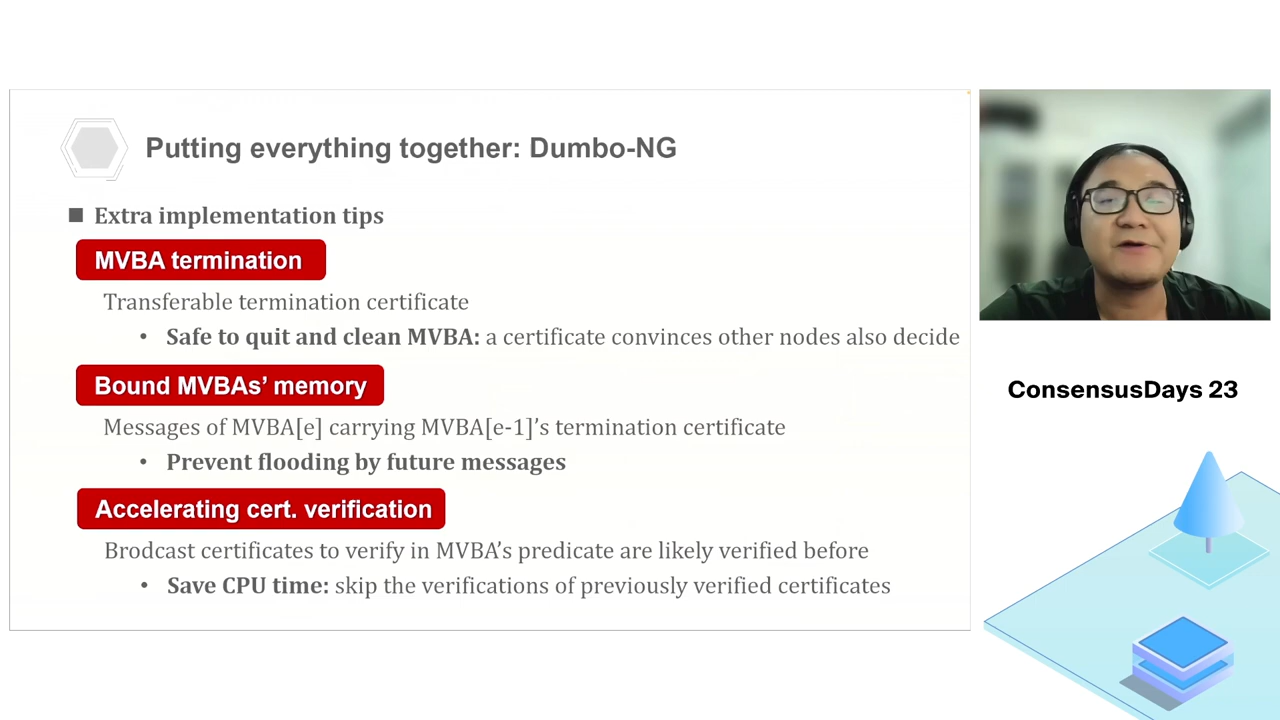 Putting everything together: Dumbo-NG
■ Extra implementation tips
MVBA termination
Transferable termination certificate
• Safe to quit and clean MVBA: a certificate convinces other nodes also decide
Bound MVBAs’ memory
Messages of MVBA[e] carrying MVBA[e-1]’s termination certificate
• Prevent flooding by future messages
Accelerating cert. verification
Brodcast certificates to verify in MVBA’s predicate are likely verified before
• Save CPU time: skip the verifications of previously verified certificates
ConsensusDays 23